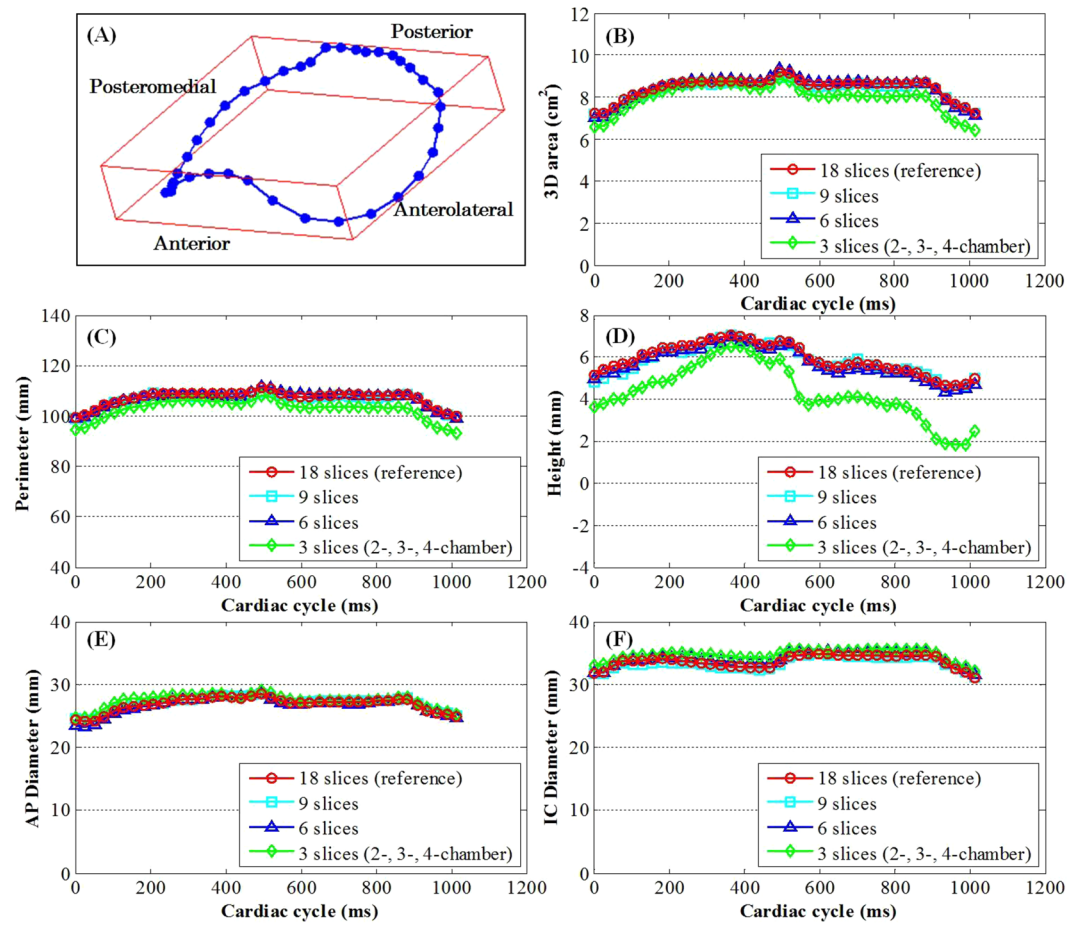 (A)
Posterior
Posteromedial
Anterolateral
Anterior
(B)
3D area (cm²)
12
10
8
6
4
2
0
18 slices (reference)
9 slices
6 slices
3 slices (2-, 3-, 4-chamber)
0 200 400 600 800 1000 1200
Cardiac cycle (ms)
(C)
Perimeter (mm)
140
120
100
80
60
40
18 slices (reference)
9 slices
6 slices
3 slices (2-, 3-, 4-chamber)
0 200 400 600 800 1000 1200
Cardiac cycle (ms)
(D)
Height (mm)
8
6
4
2
0
-2
-4
18 slices (reference)
9 slices
6 slices
3 slices (2-, 3-, 4-chamber)
0 200 400 600 800 1000 1200
Cardiac cycle (ms)
(E)
AP Diameter (mm)
40
30
20
10
0
18 slices (reference)
9 slices
6 slices
3 slices (2-, 3-, 4-chamber)
0 200 400 600 800 1000 1200
Cardiac cycle (ms)
(F)
IC Diameter (mm)
40
30
20
10
0
18 slices (reference)
9 slices
6 slices
3 slices (2-, 3-, 4-chamber)
0 200 400 600 800 1000 1200
Cardiac cycle (ms)